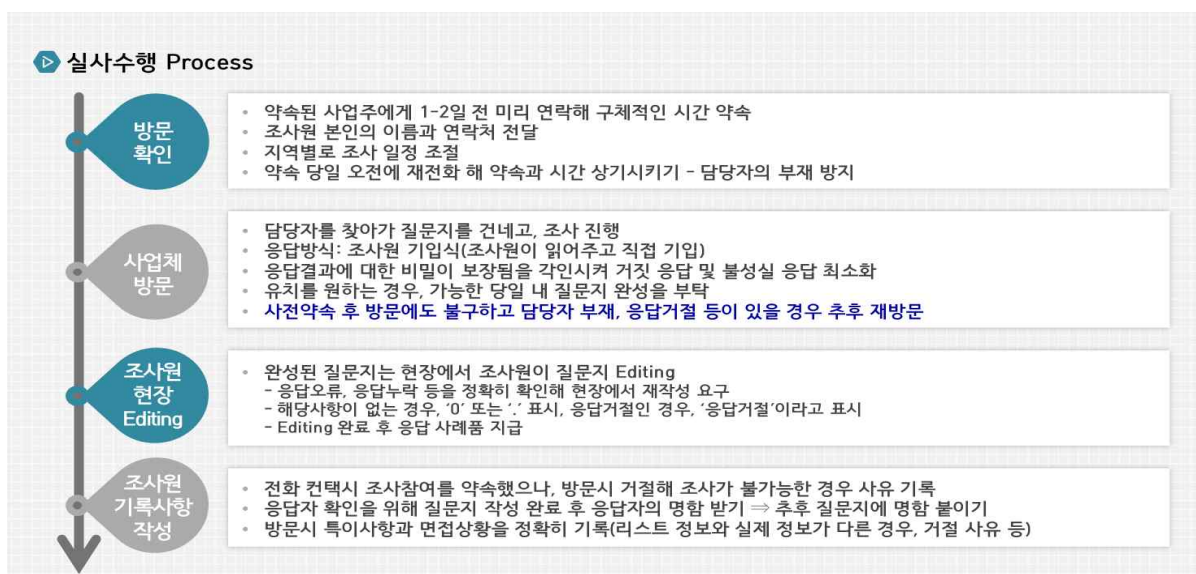 실사수행 Process
방문
확인
• 약속된 사업주에게 1-2일 전 미리 연락해 구체적인 시간 약속
• 조사원 본인의 이름과 연락처 전달
• 지역별로 조사 일정 조절
• 약속 당일 오전에 재전화 해 약속과 시간 상기시키기 - 담당자의 부재 방지
사업체
방문
• 담당자를 찾아가 질문지를 건네고, 조사 진행
• 응답방식: 조사원 기입식(조사원이 읽어주고 직접 기입)
• 응답결과에 대한 비밀이 보장됨을 각인시켜 거짓 응답 및 불성실 응답 최소화
• 유치를 원하는 경우, 가능한 당일 내 질문지 완성을 부탁
• 사전약속 후 방문에도 불구하고 담당자 부재, 응답거절 등이 있을 경우 추후 재방문
조사원
현장
Editing
• 완성된 질문지는 현장에서 조사원이 질문지 Editing
- 응답오류, 응답누락 등을 정확히 확인해 현장에서 재작성 요구
- 해당사항이 없는 경우, '0' 또는 '.' 표시, 응답거절인 경우, '응답거절'이라고 표시
- Editing 완료 후 응답 사례품 지급
조사원
기록사항
작성
• 전화 컨택시 조사참여를 약속했으나, 방문시 거절해 조사가 불가능한 경우 사유 기록
• 응답자 확인을 위해 질문지 작성 완료 후 응답자의 명함 받기 ⇒ 추후 질문지에 명함 붙이기
• 방문시 특이사항과 면접상황을 정확히 기록(리스트 정보와 실제 정보가 다른 경우, 거절 사유 등)